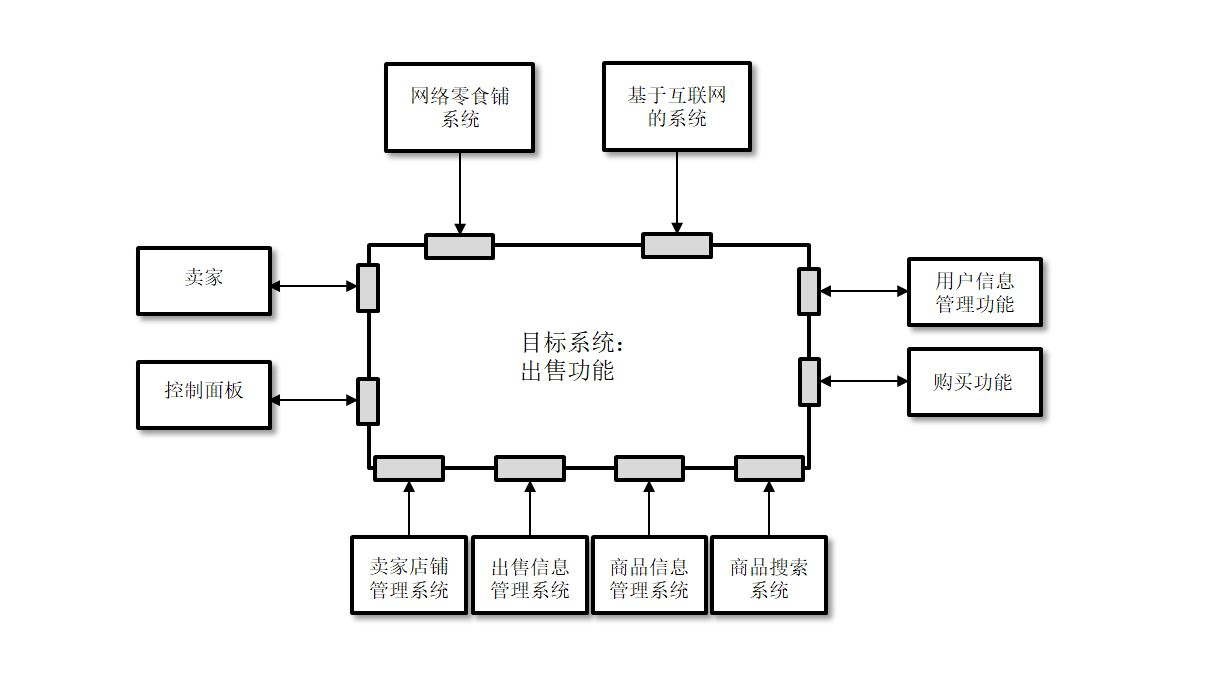 网络零食铺
系统
基于互联网
的系统
卖家
用户信息
管理功能
目标系统：
出售功能
控制面板
购买功能
卖家店铺
管理系统
出售信息
管理系统
商品信息
管理系统
商品搜索
系统